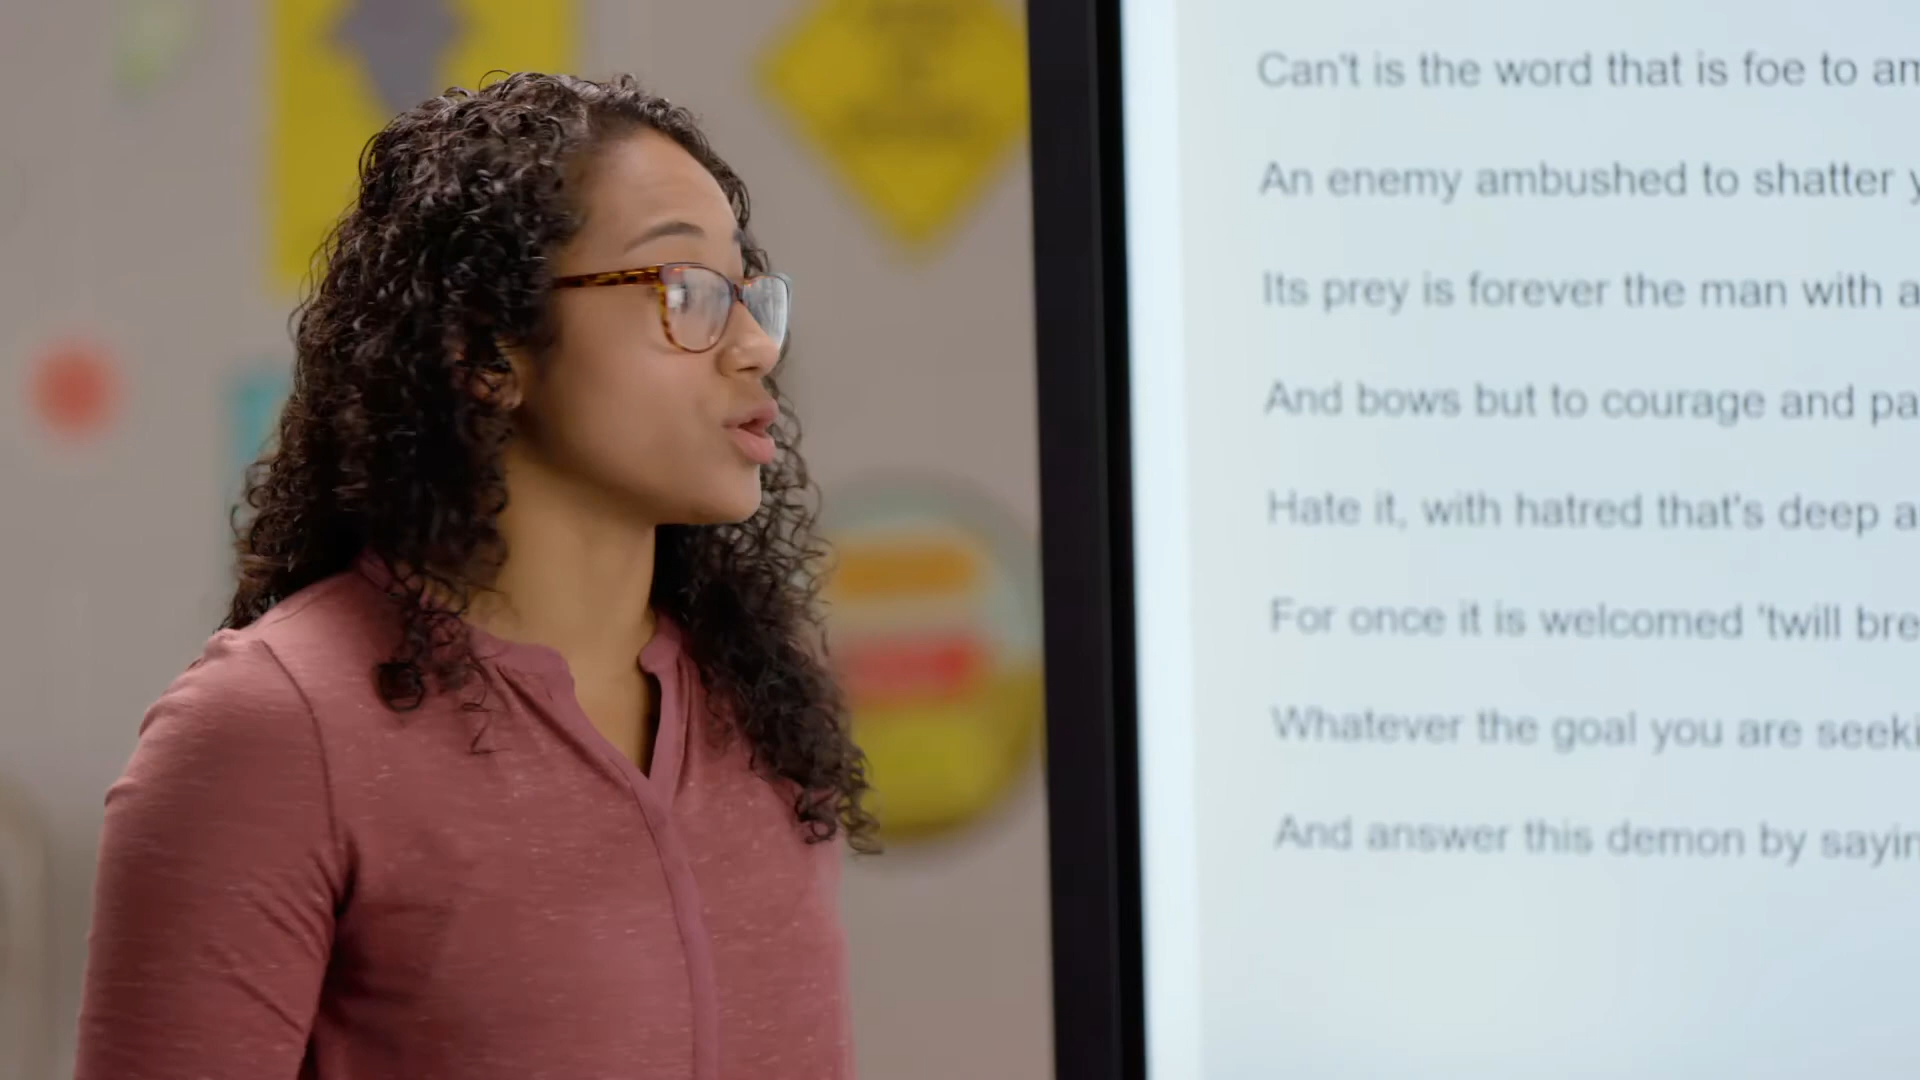 Can't is the word that is foe to am
An enemy ambushed to shatter y
Its prey is forever the man with a
And bows but to courage and pa
Hate it, with hatred that's deep a
For once it is welcomed 'twill bre
Whatever the goal you are seeki
And answer this demon by sayin